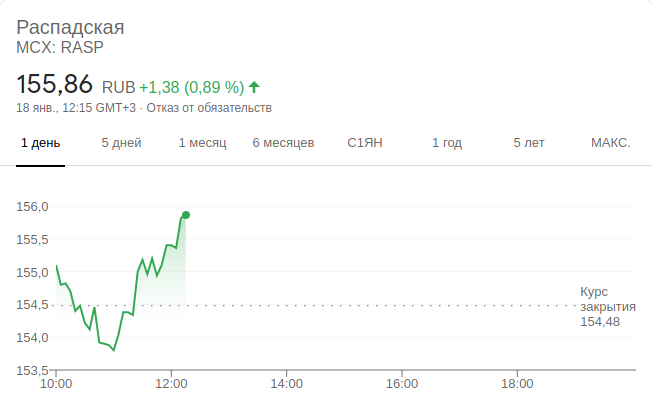 Распадская
MCX: RASP
155,86 RUB +1,38 (0,89 %)
18 янв., 12:15 GMT+3 · Отказ от обязательств
1 день 5 дней 1 месяц 6 месяцев С1ЯН 1 год 5 лет МАКС.
156,0
155,5
155,0
154,5
154,0
153,5
Курс
закрытия
154,48
10:00 12:00 14:00 16:00 18:00